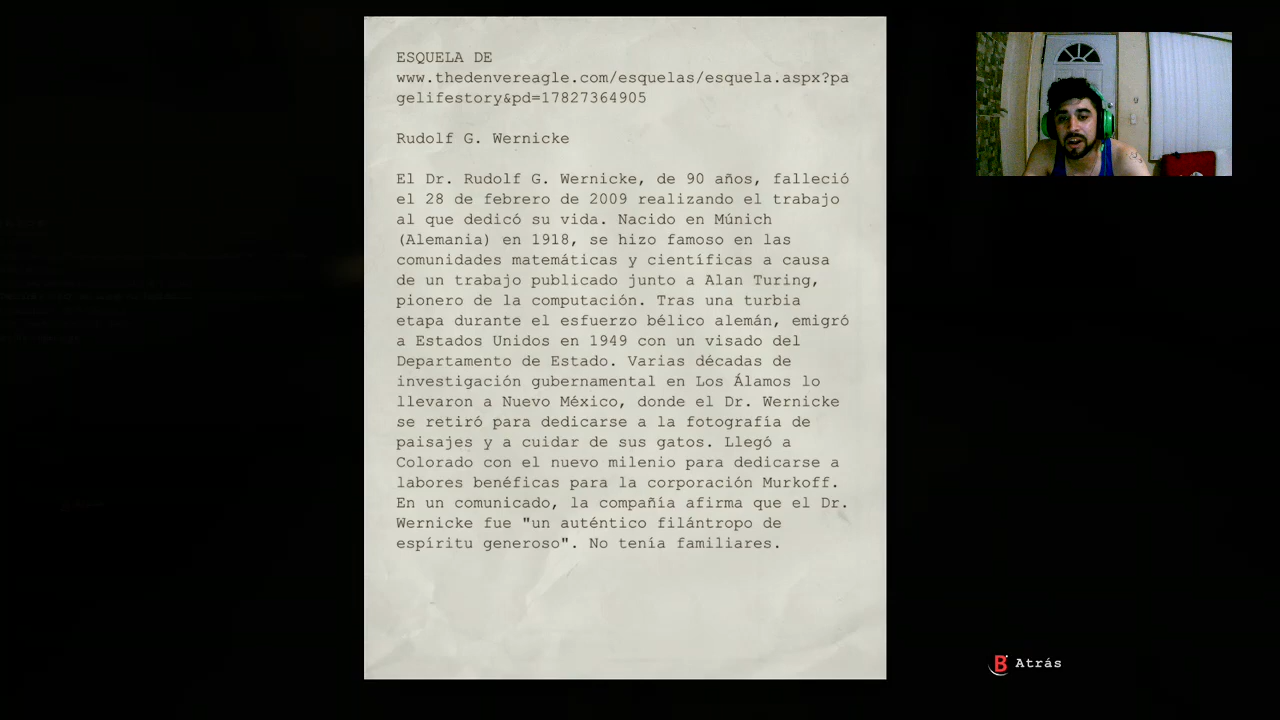 ESQUELA DE
www.thedenvereagle.com/esquelas/esquela.aspx?pa
gelifestory&pd=17827364905
Rudolf G. Wernicke
El Dr. Rudolf G. Wernicke, de 90 años, falleció
el 28 de febrero de 2009 realizando el trabajo
al que dedicó su vida. Nacido en Múnich
(Alemania) en 1918, se hizo famoso en las
comunidades matemáticas y científicas a causa
de un trabajo publicado junto a Alan Turing,
pionero de la computación. Tras una turbia
etapa durante el esfuerzo bélico alemán, emigró
a Estados Unidos en 1949 con un visado del
Departamento de Estado. Varias décadas de
investigación gubernamental en Los Álamos lo
llevaron a Nuevo México, donde el Dr. Wernicke
se retiró para dedicarse a la fotografía de
paisajes y a cuidar de sus gatos. Llegó a
Colorado con el nuevo milenio para dedicarse a
labores benéficas para la corporación Murkoff.
En un comunicado, la compañía afirma que el Dr.
Wernicke fue "un auténtico filántropo de
espíritu generoso". No tenía familiares.
B Atrás